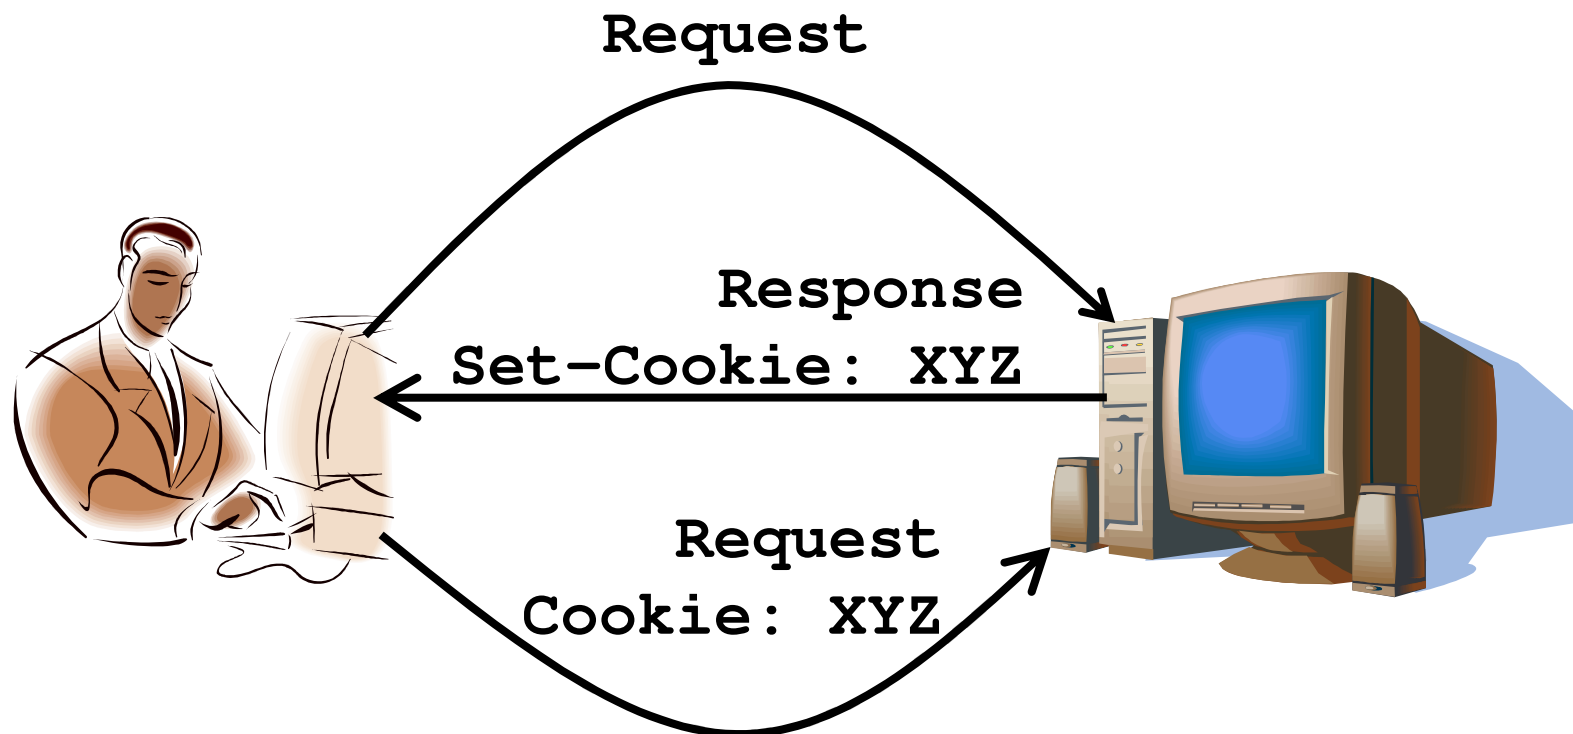 Request
Response
Set-Cookie: XYZ
Request
Cookie: XYZ